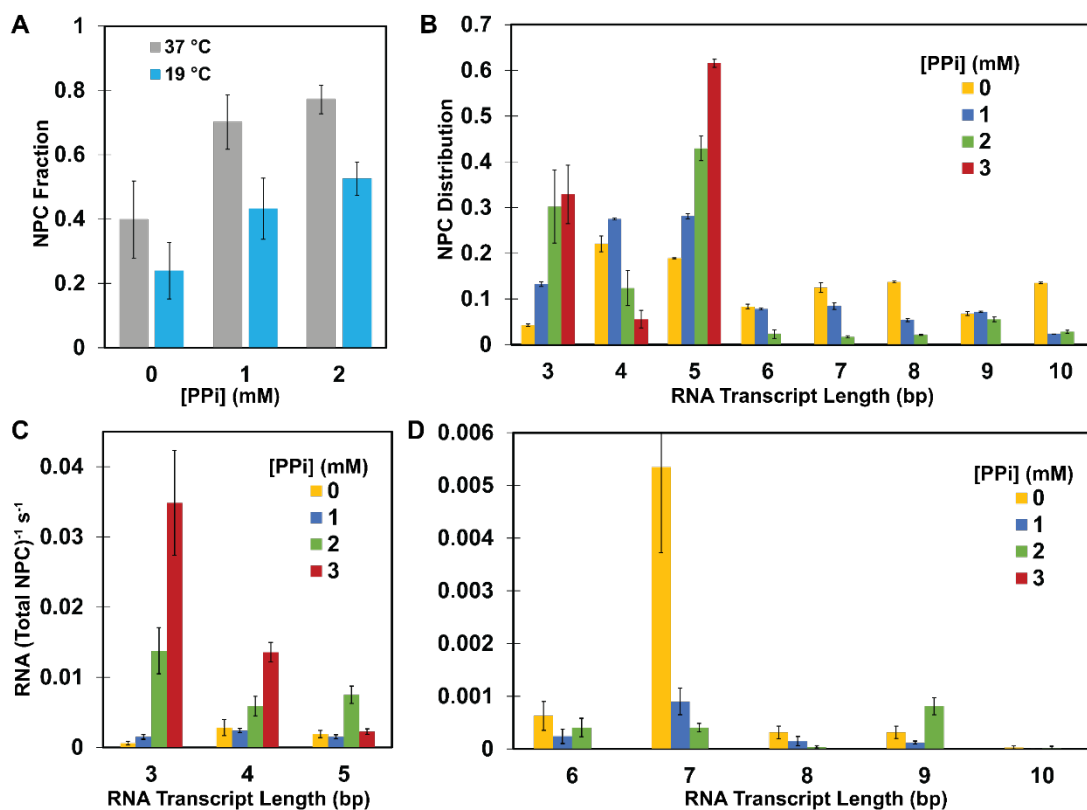 A
37 °C
19 °C
NPC Fraction
1
0.8
0.6
0.4
0.2
0
0 1 2
[PPi] (mM)
B
NPC Distribution
0.7
0.6
0.5
0.4
0.3
0.2
0.1
0
[PPi] (mM)
0
1
2
3
3 4 5 6 7 8 9 10
RNA Transcript Length (bp)
C
RNA (Total NPC)⁻¹ s⁻¹
0.04
0.03
0.02
0.01
0
[PPi] (mM)
0
1
2
3
3 4 5
RNA Transcript Length (bp)
D
0.006
0.005
0.004
0.003
0.002
0.001
0
[PPi] (mM)
0
1
2
3
6 7 8 9 10
RNA Transcript Length (bp)